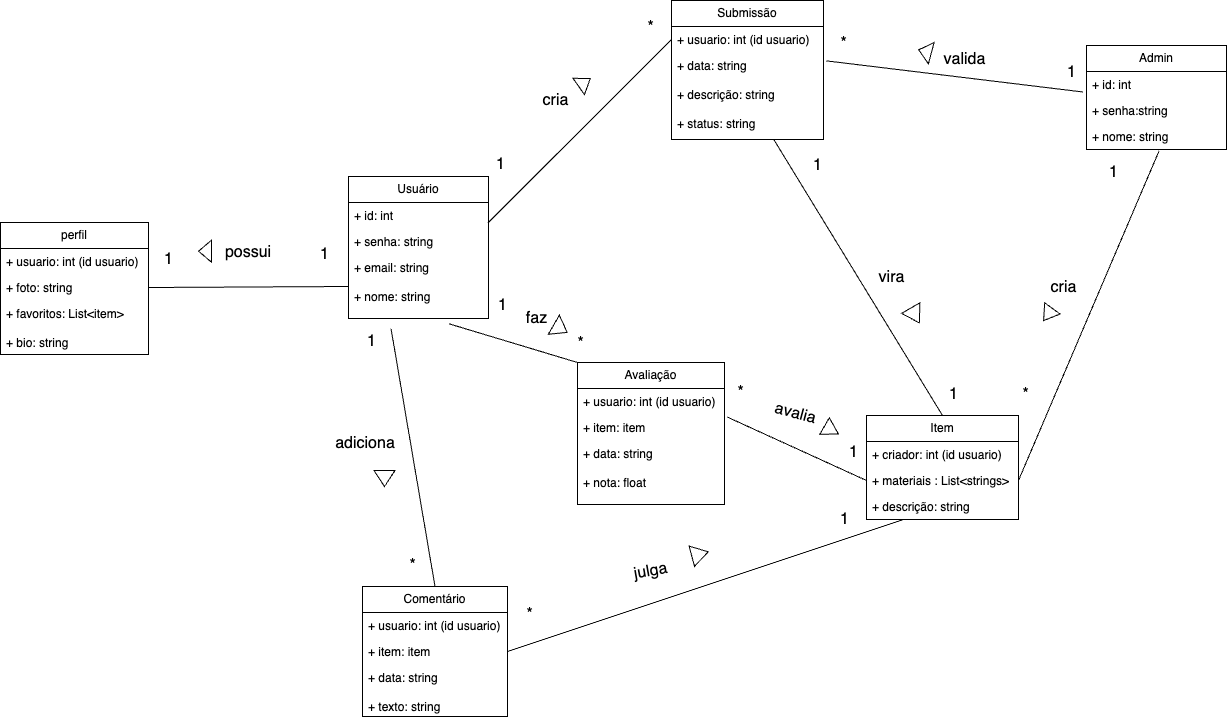 Submissão
+ usuario: int (id usuario)
+ data: string
+ descrição: string
+ status: string
*
cria
1
*
valida
1
Admin
+ id: int
+ senha:string
+ nome: string
1
1
Usuário
+ id: int
+ senha: string
+ email: string
+ nome: string
perfil
+ usuario: int (id usuario)
+ foto: string
+ favoritos: List<item>
+ bio: string
1
possui
1
vira
1
cria
*
1
faz
*
Avaliação
+ usuario: int (id usuario)
+ item: item
+ data: string
+ nota: float
*
avalia
1
Item
+ criador: int (id usuario)
+ materiais : List<strings>
+ descrição: string
1
adiciona
*
1
julga
*
Comentário
+ usuario: int (id usuario)
+ item: item
+ data: string
+ texto: string